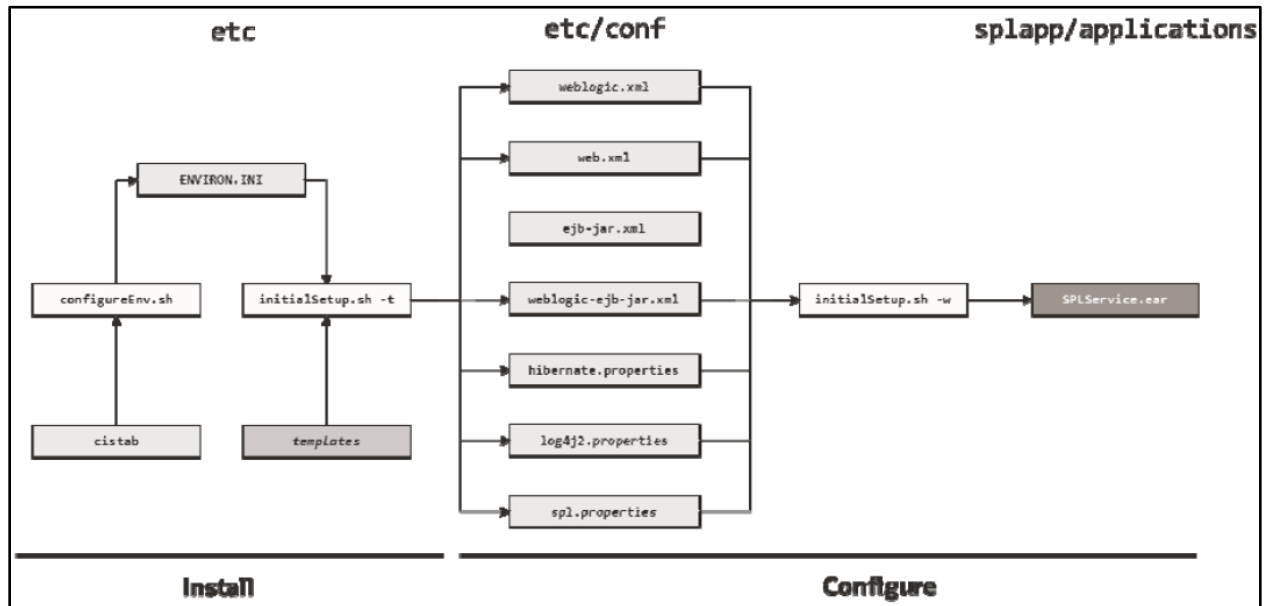 etc
etc/conf
splapp/applications
weblogic.xml
web.xml
ENVIRON.INI
ejb-jar.xml
configureEnv.sh
initialSetup.sh -t
weblogic-ejb-jar.xml
initialSetup.sh -w
SPLService.ear
hibernate.properties
cistab
templates
log4j2.properties
spl.properties
Install
Configure